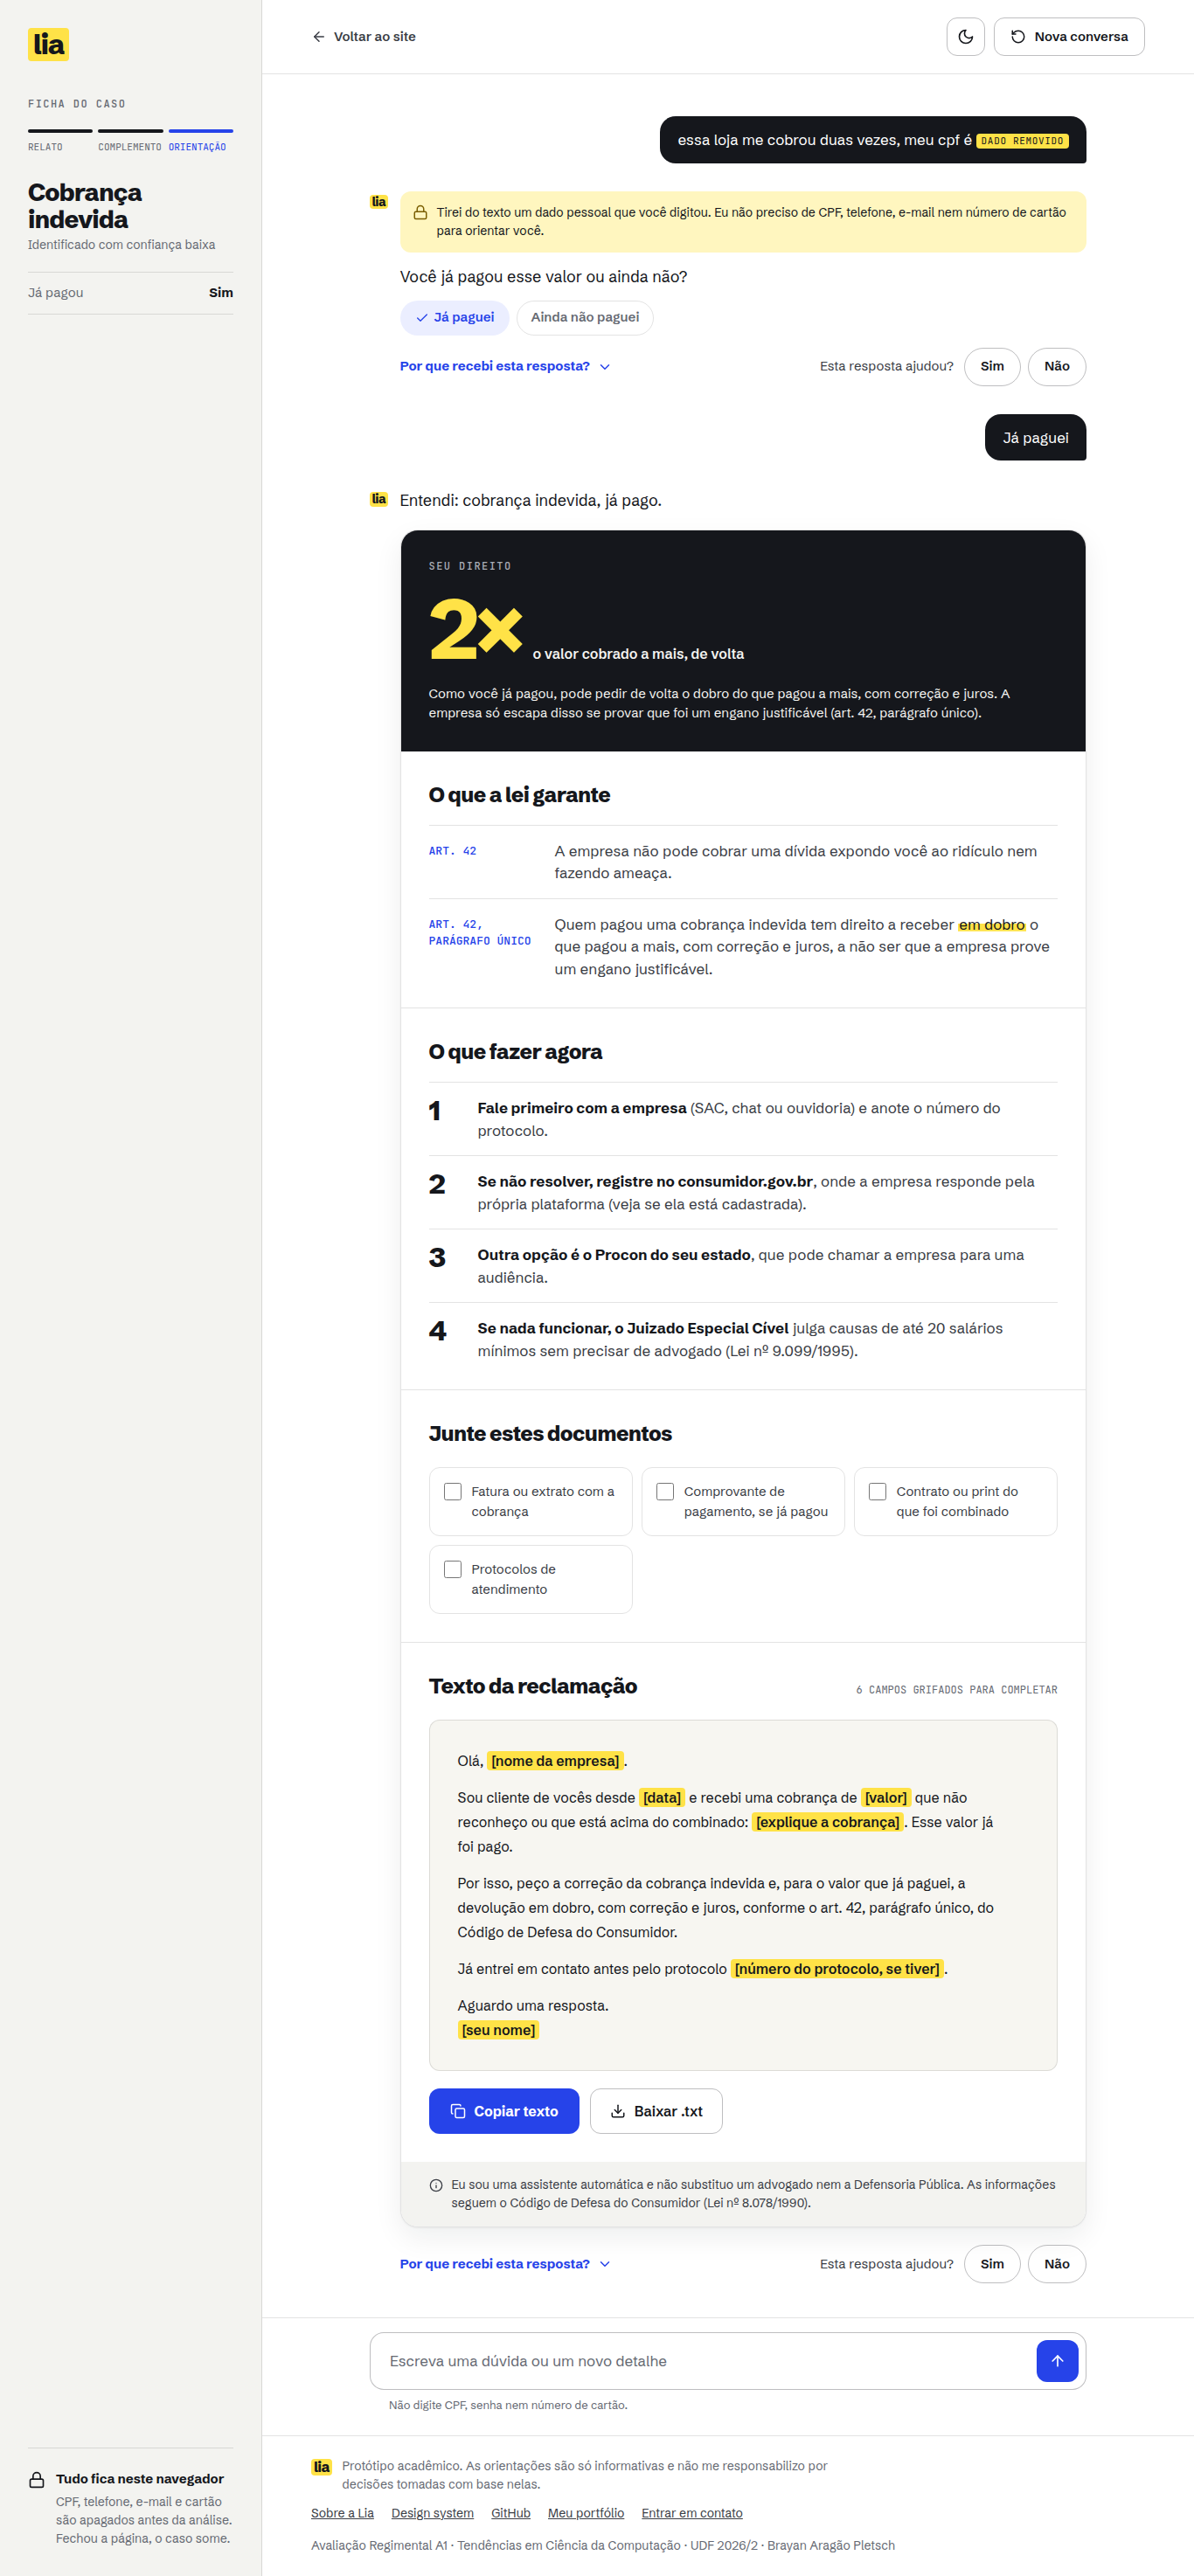 lia
FICHA DO CASO
RELATO
COMPLEMENTO
ORIENTAÇÃO
Cobrança
indevida
Identificado com confiança baixa
Já pagou Sim
Tudo fica neste navegador
CPF, telefone, e-mail e cartão
são apagados antes da análise.
Fechou a página, o caso some.
Voltar ao site
Nova conversa
essa loja me cobrou duas vezes, meu cpf é DADO REMOVIDO
lia
Tirei do texto um dado pessoal que você digitou. Eu não preciso de CPF, telefone, e-mail nem número de cartão
para orientar você.
Você já pagou esse valor ou ainda não?
Já paguei
Ainda não paguei
Por que recebi esta resposta?
Esta resposta ajudou? Sim Não
Já paguei
lia
Entendi: cobrança indevida, já pago.
SEU DIREITO
2× o valor cobrado a mais, de volta
Como você já pagou, pode pedir de volta o dobro do que pagou a mais, com correção e juros. A
empresa só escapa disso se provar que foi um engano justificável (art. 42, parágrafo único).
O que a lei garante
ART. 42
A empresa não pode cobrar uma dívida expondo você ao ridículo nem
fazendo ameaça.
ART. 42,
PARÁGRAFO ÚNICO
Quem pagou uma cobrança indevida tem direito a receber em dobro o
que pagou a mais, com correção e juros, a não ser que a empresa prove
um engano justificável.
O que fazer agora
1
Fale primeiro com a empresa (SAC, chat ou ouvidoria) e anote o número do
protocolo.
2
Se não resolver, registre no consumidor.gov.br, onde a empresa responde pela
própria plataforma (veja se ela está cadastrada).
3
Outra opção é o Procon do seu estado, que pode chamar a empresa para uma
audiência.
4
Se nada funcionar, o Juizado Especial Cível julga causas de até 20 salários
mínimos sem precisar de advogado (Lei nº 9.099/1995).
Junte estes documentos
Fatura ou extrato com a
cobrança
Comprovante de
pagamento, se já pagou
Contrato ou print do
que foi combinado
Protocolos de
atendimento
Texto da reclamação
6 CAMPOS GRIFADOS PARA COMPLETAR
Olá, [nome da empresa].
Sou cliente de vocês desde [data] e recebi uma cobrança de [valor] que não
reconheço ou que está acima do combinado: [explique a cobrança]. Esse valor já
foi pago.
Por isso, peço a correção da cobrança indevida e, para o valor que já paguei, a
devolução em dobro, com correção e juros, conforme o art. 42, parágrafo único, do
Código de Defesa do Consumidor.
Já entrei em contato antes pelo protocolo [número do protocolo, se tiver].
Aguardo uma resposta.
[seu nome]
Copiar texto
Baixar .txt
Eu sou uma assistente automática e não substituo um advogado nem a Defensoria Pública. As informações
seguem o Código de Defesa do Consumidor (Lei nº 8.078/1990).
Por que recebi esta resposta?
Esta resposta ajudou? Sim Não
Escreva uma dúvida ou um novo detalhe
Não digite CPF, senha nem número de cartão.
lia
Protótipo acadêmico. As orientações são só informativas e não me responsabilizo por
decisões tomadas com base nelas.
Sobre a Lia Design system GitHub Meu portfólio Entrar em contato
Avaliação Regimental A1 · Tendências em Ciência da Computação · UDF 2026/2 · Brayan Aragão Pletsch